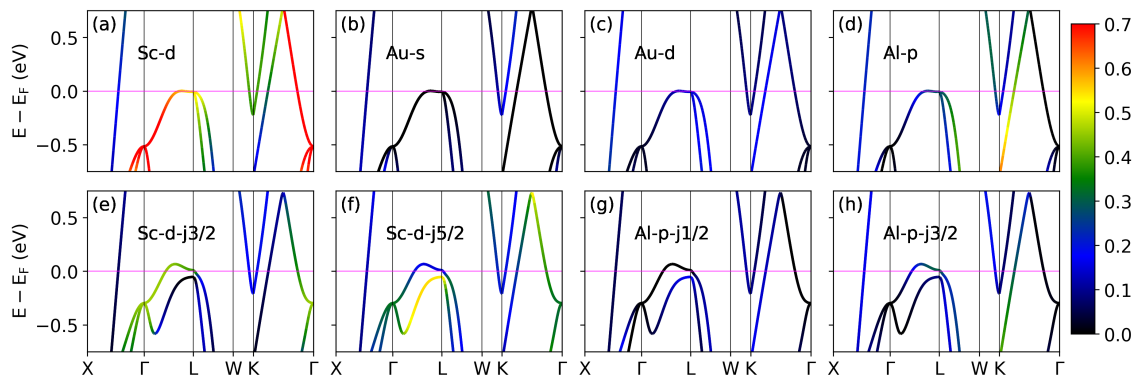 (a) (b) (c) (d)
Sc-d Au-s Au-d Al-p
E − E_F (eV)
0.5
0.0
−0.5
(e) (f) (g) (h)
Sc-d-j3/2 Sc-d-j5/2 Al-p-j1/2 Al-p-j3/2
E − E_F (eV)
0.5
0.0
−0.5
X Γ L W K Γ X Γ L W K Γ X Γ L W K Γ X Γ L W K Γ
0.7
0.6
0.5
0.4
0.3
0.2
0.1
0.0